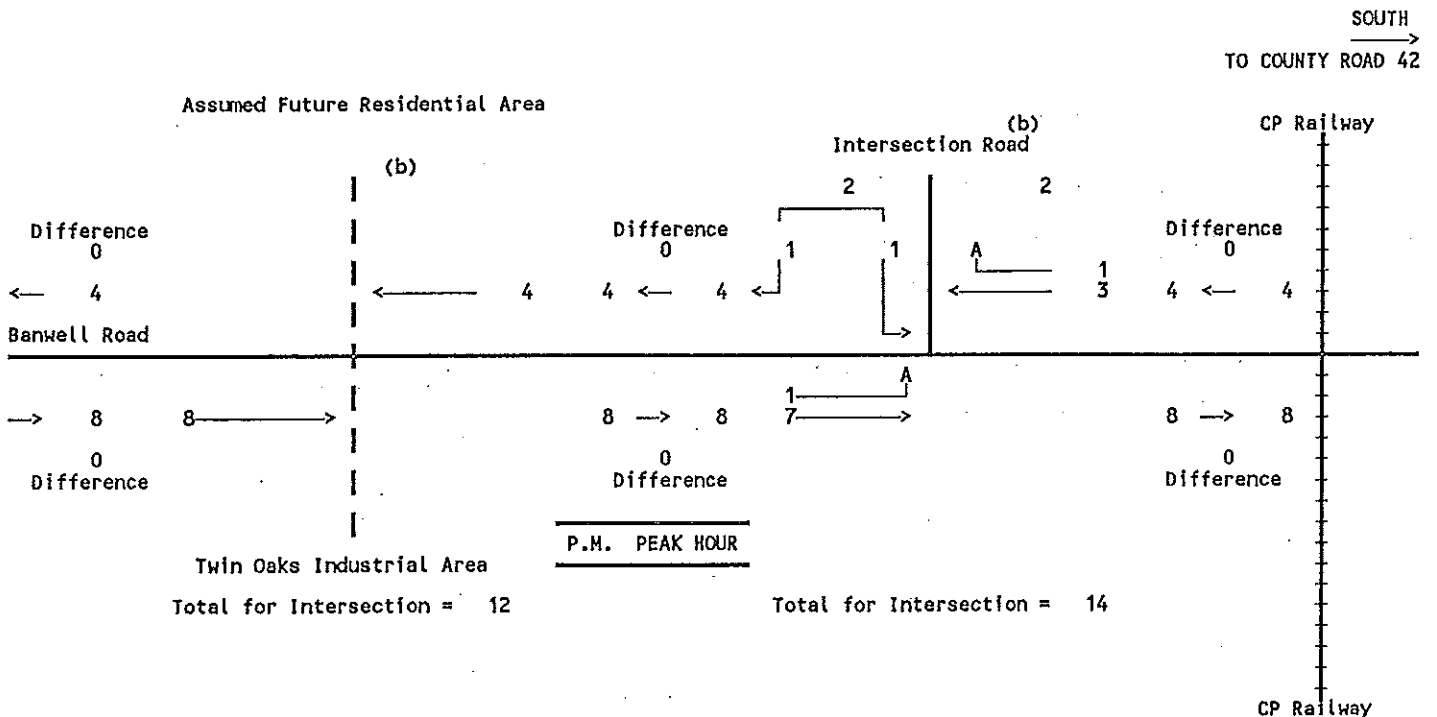 SOUTH
TO COUNTY ROAD 42
Assumed Future Residential Area
CP Railway
(b)
Intersection Road
(b)
2
2
Difference
0
Difference
0
1
1
A
1
Difference
0
4
4
4
4
3
4
4
Banwell Road
A
1
8
8
8
8
7
8
8
0
Difference
0
Difference
0
Difference
P.M. PEAK HOUR
Twin Oaks Industrial Area
Total for Intersection = 12
Total for Intersection = 14
CP Railway